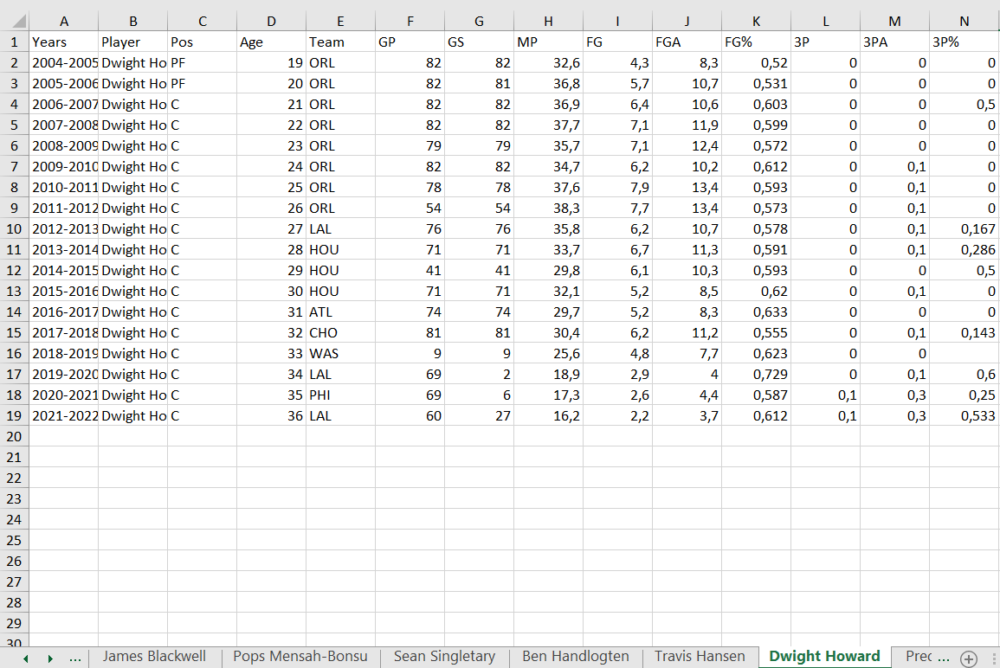 A B C D E F G H I J K L M N
1 Years Player Pos Age Team GP GS MP FG FGA FG% 3P 3PA 3P%
2 2004-2005 Dwight Ho PF 19 ORL 82 82 32,6 4,3 8,3 0,52 0 0 0
3 2005-2006 Dwight Ho PF 20 ORL 82 81 36,8 5,7 10,7 0,531 0 0 0
4 2006-2007 Dwight Ho C 21 ORL 82 82 36,9 6,4 10,6 0,603 0 0 0,5
5 2007-2008 Dwight Ho C 22 ORL 82 82 37,7 7,1 11,9 0,599 0 0 0
6 2008-2009 Dwight Ho C 23 ORL 79 79 35,7 7,1 12,4 0,572 0 0 0
7 2009-2010 Dwight Ho C 24 ORL 82 82 34,7 6,2 10,2 0,612 0 0,1 0
8 2010-2011 Dwight Ho C 25 ORL 78 78 37,6 7,9 13,4 0,593 0 0,1 0
9 2011-2012 Dwight Ho C 26 ORL 54 54 38,3 7,7 13,4 0,573 0 0,1 0
10 2012-2013 Dwight Ho C 27 LAL 76 76 35,8 6,2 10,7 0,578 0 0,1 0,167
11 2013-2014 Dwight Ho C 28 HOU 71 71 33,7 6,7 11,3 0,591 0 0,1 0,286
12 2014-2015 Dwight Ho C 29 HOU 41 41 29,8 6,1 10,3 0,593 0 0 0,5
13 2015-2016 Dwight Ho C 30 HOU 71 71 32,1 5,2 8,5 0,62 0 0,1 0
14 2016-2017 Dwight Ho C 31 ATL 74 74 29,7 5,2 8,3 0,633 0 0 0
15 2017-2018 Dwight Ho C 32 CHO 81 81 30,4 6,2 11,2 0,555 0 0,1 0,143
16 2018-2019 Dwight Ho C 33 WAS 9 9 25,6 4,8 7,7 0,623 0 0
17 2019-2020 Dwight Ho C 34 LAL 69 2 18,9 2,9 4 0,729 0 0,1 0,6
18 2020-2021 Dwight Ho C 35 PHI 69 6 17,3 2,6 4,4 0,587 0,1 0,3 0,25
19 2021-2022 Dwight Ho C 36 LAL 60 27 16,2 2,2 3,7 0,612 0,1 0,3 0,533
20
21
22
23
24
25
26
27
28
29
30
... James Blackwell Pops Mensah-Bonsu Sean Singletary Ben Handlogten Travis Hansen Dwight Howard Prec ...